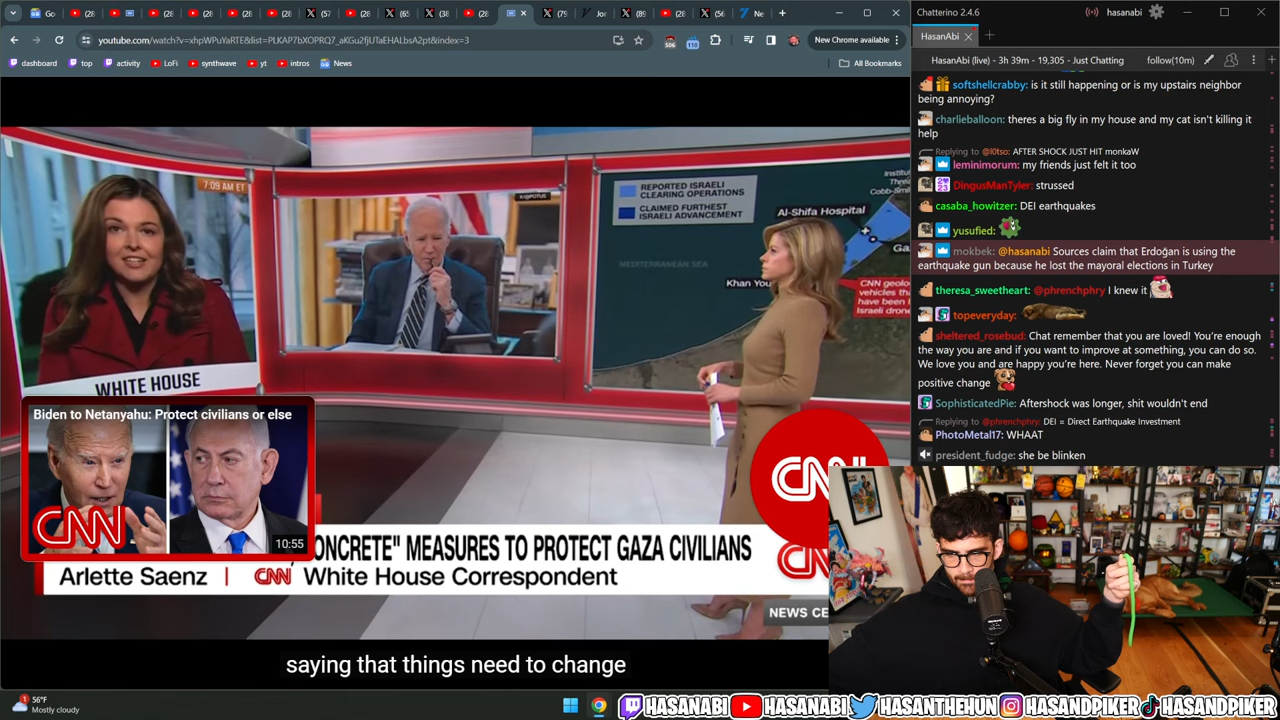 New Chrome available
youtube.com/watch?v=xhpWPuYaRTE&list=PLKAP7bXOPRQ7_aKGu2fjUTaEHALbsA2pt&index=3
dashboard
top
activity
LoFi
synthwave
yt
intros
News
All Bookmarks
7:09 AM ET
WHITE HOUSE
REPORTED ISRAELI
CLEARING OPERATIONS
CLAIMED FURTHEST
ISRAELI ADVANCEMENT
Al-Shifa Hospital
MEDITERRANEAN SEA
Biden to Netanyahu: Protect civilians or else
CNN
10:55
CNN
ONCRETE" MEASURES TO PROTECT GAZA CIVILIANS
Arlette Saenz | CNN White House Correspondent
NEWS CE
saying that things need to change
56°F
Mostly cloudy
Chatterino 2.4.6
hasanabi
HasanAbi
HasanAbi (live) - 3h 39m - 19,305 - Just Chatting
follow(10m)
softshellcrabby: is it still happening or is my upstairs neighbor
being annoying?
charlieballoon: theres a big fly in my house and my cat isn't killing it
help
Replying to @l0tso: AFTER SHOCK JUST HIT monkaW
leminimorum: my friends just felt it too
DingusManTyler: strussed
casaba_howitzer: DEI earthquakes
yusufied:
mokbek: @hasanabi Sources claim that Erdoğan is using the
earthquake gun because he lost the mayoral elections in Turkey
theresa_sweetheart: @phrenchphry I knew it
topeveryday:
sheltered_rosebud: Chat remember that you are loved! You're enough
the way you are and if you want to improve at something, you can do so.
We love you and are happy you're here. Never forget you can make
positive change
SophisticatedPie: Aftershock was longer, shit wouldn't end
Replying to @phrenchphry: DEI = Direct Earthquake Investment
PhotoMetal17: WHAAT
president_fudge: she be blinken
HASANABI
HASANABI
HASANTHEHUN
HASANDPIKER
HASANDPIKER